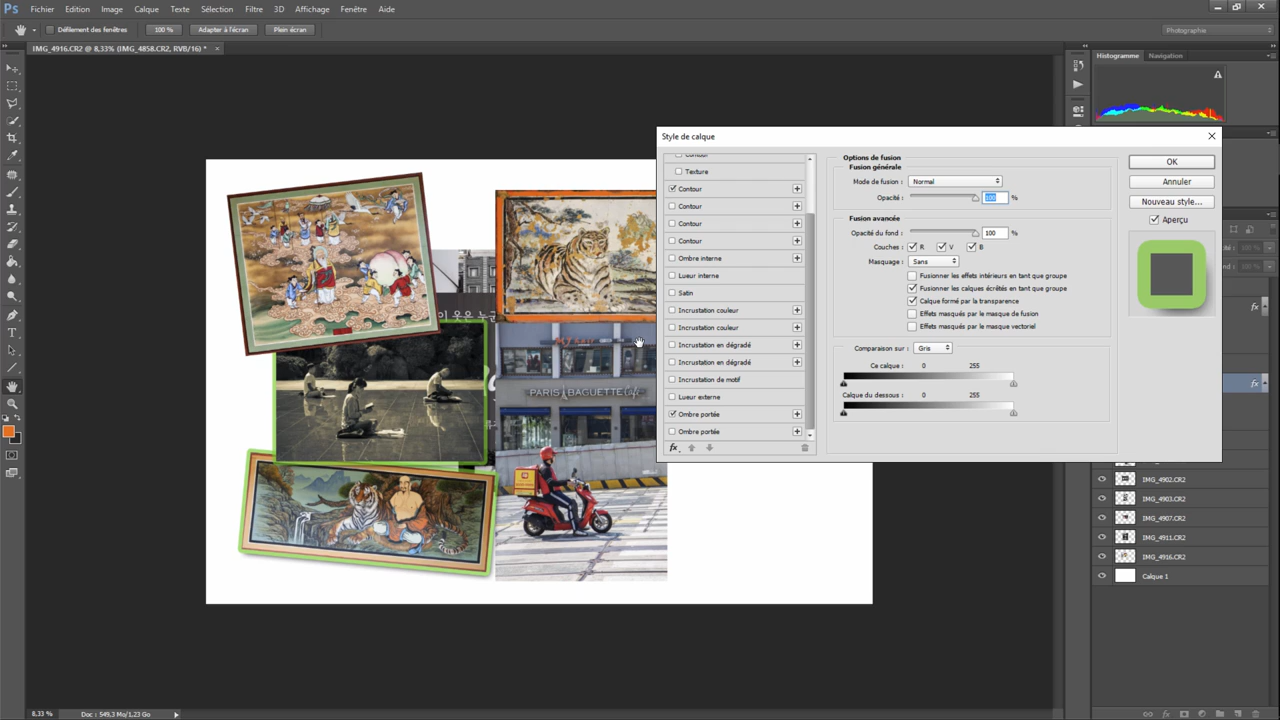 Ps Fichier Edition Image Calque Texte Sélection Filtre 3D Affichage Fenêtre Aide
Défilement des fenêtres 100 % Adapter à l'écran Plein écran
Photographie
IMG_4916.CR2 @ 8,33% (IMG_4858.CR2, RVB/16) * ×
Histogramme Navigation
Style de calque
Contour
Texture
Contour
Contour
Contour
Contour
Ombre interne
Lueur interne
Satin
Incrustation couleur
Incrustation couleur
Incrustation en dégradé
Incrustation en dégradé
Incrustation de motif
Lueur externe
Ombre portée
Ombre portée
fx
Options de fusion
Fusion générale
Mode de fusion : Normal
Opacité : 100 %
Fusion avancée
Opacité du fond : 100 %
Couches : R V B
Masquage : Sans
Fusionner les effets intérieurs en tant que groupe
Fusionner les calques écrêtés en tant que groupe
Calque formé par la transparence
Effets masqués par le masque de fusion
Effets masqués par le masque vectoriel
Comparaison sur : Gris
Ce calque : 0 255
Calque du dessous : 0 255
OK
Annuler
Nouveau style...
Aperçu
fx
fx
PARIS BAGUETTE
IMG_4902.CR2
IMG_4903.CR2
IMG_4907.CR2
IMG_4911.CR2
IMG_4916.CR2
Calque 1
8,33 % Doc : 549,3 Mo/1,23 Go
fx